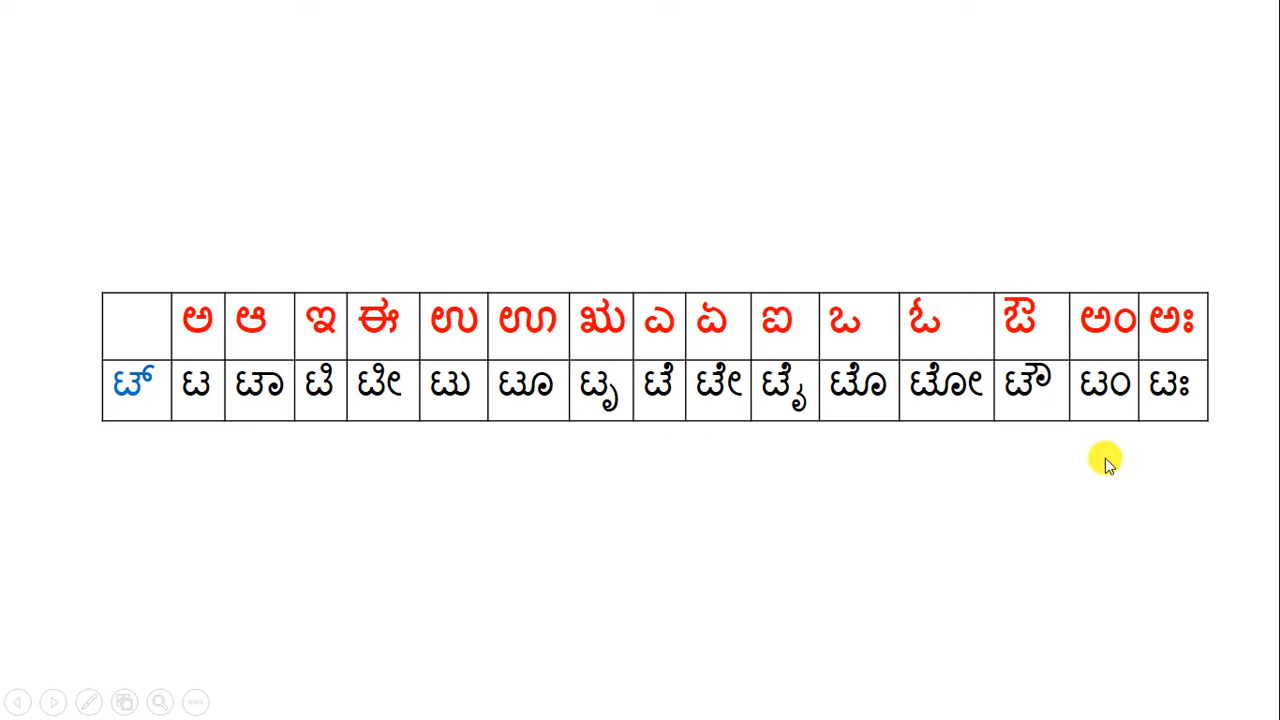 ಅ ಆ ಇ ಈ ಉ ಊ ಋ ಎ ಏ ಐ ಒ ಓ ಔ ಅಂ ಅಃ
ಟ್ ಟ ಟಾ ಟಿ ಟೀ ಟು ಟೂ ಟೃ ಟೆ ಟೇ ಟೈ ಟೊ ಟೋ ಟೌ ಟಂ ಟಃ